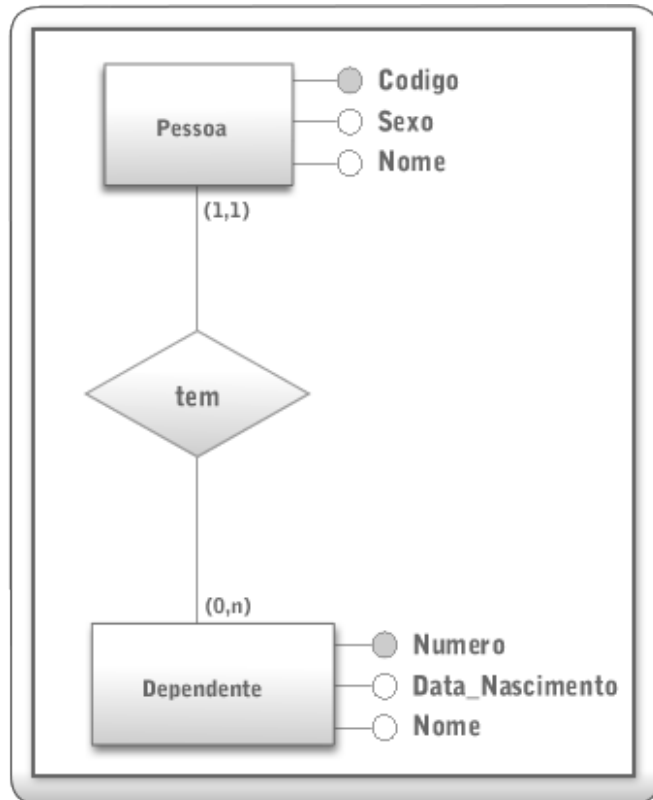 Pessoa
Codigo
Sexo
Nome
(1,1)
tem
(0,n)
Dependente
Numero
Data_Nascimento
Nome